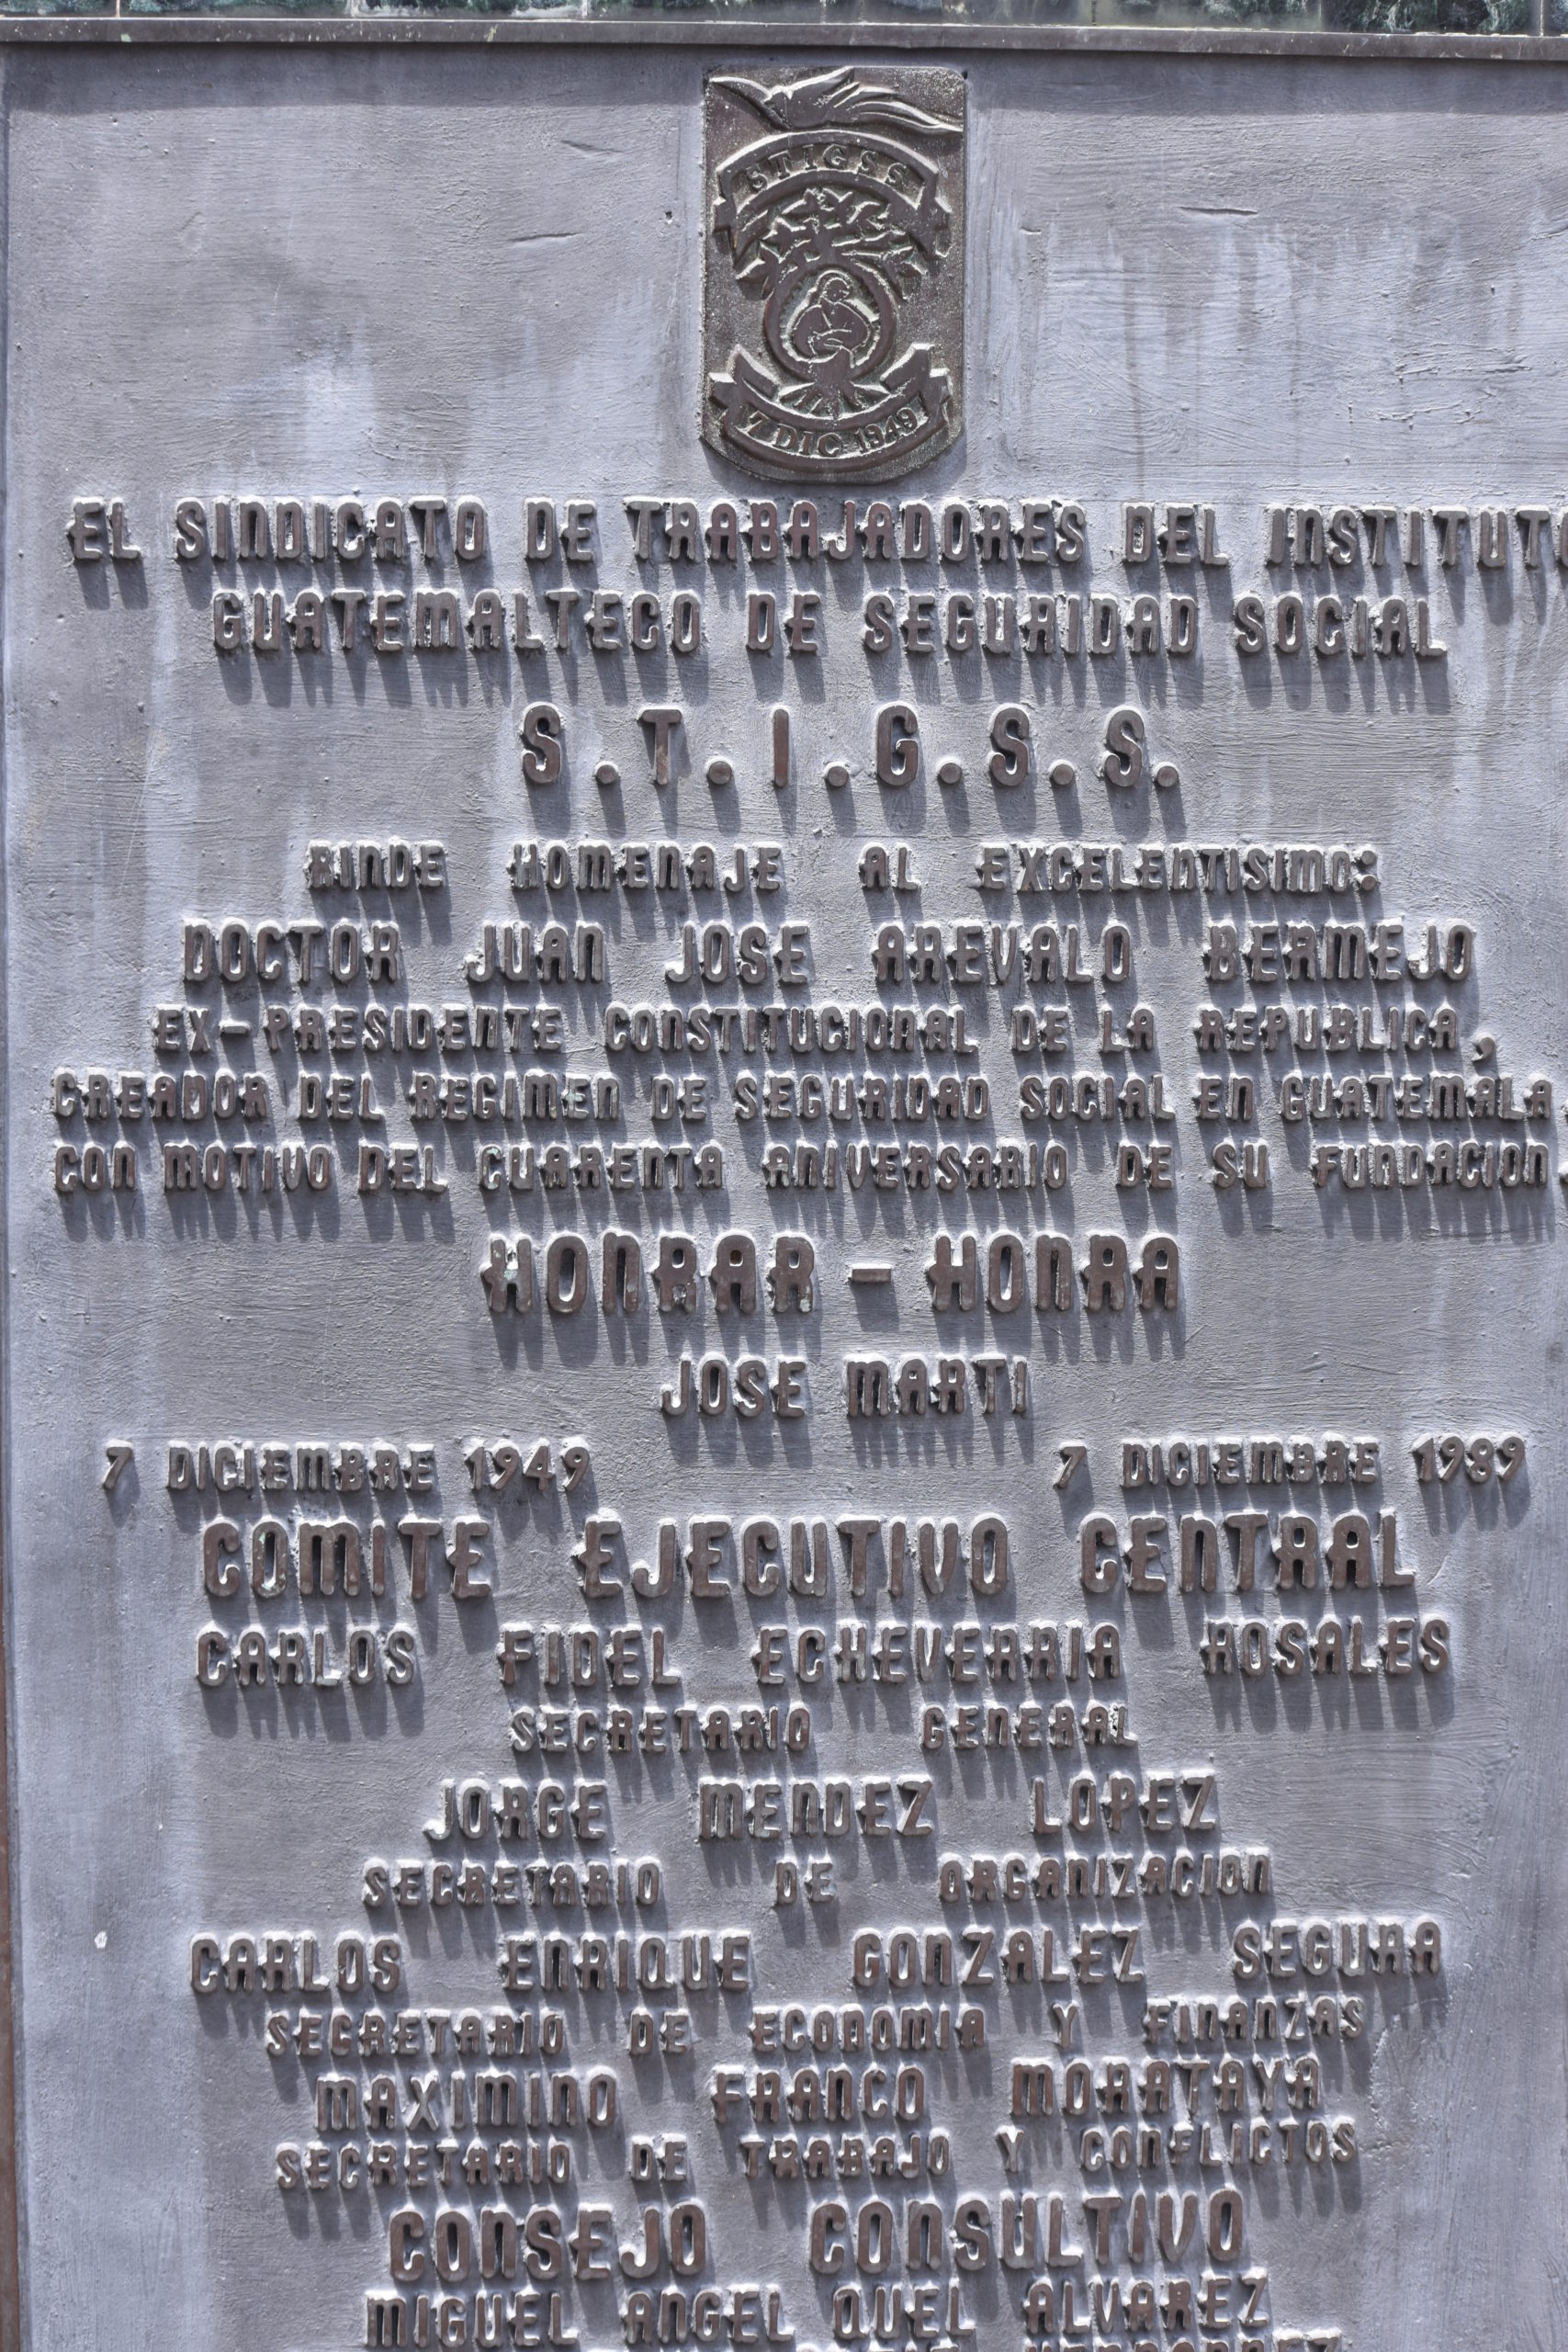 STIGSS
7 DIC 1949
EL SINDICATO DE TRABAJADORES DEL INSTITUT
GUATEMALTECO DE SEGURIDAD SOCIAL
S.T.I.G.S.S.
RINDE HOMENAJE AL EXCELENTISIMO:
DOCTOR JUAN JOSE AREVALO BERMEJO
EX-PRESIDENTE CONSTITUCIONAL DE LA REPUBLICA,
CREADOR DEL REGIMEN DE SEGURIDAD SOCIAL EN GUATEMALA
CON MOTIVO DEL CUARENTA ANIVERSARIO DE SU FUNDACION
HONRAR - HONRA
JOSE MARTI
7 DICIEMBRE 1949 7 DICIEMBRE 1989
COMITE EJECUTIVO CENTRAL
CARLOS FIDEL ECHEVERRIA ROSALES
SECRETARIO GENERAL
JORGE MENDEZ LOPEZ
SECRETARIO DE ORGANIZACION
CARLOS ENRIQUE GONZALEZ SEGURA
SECRETARIO DE ECONOMIA Y FINANZAS
MAXIMINO FRANCO MORATAYA
SECRETARIO DE TRABAJO Y CONFLICTOS
CONSEJO CONSULTIVO
MIGUEL ANGEL QUEL ALVAREZ